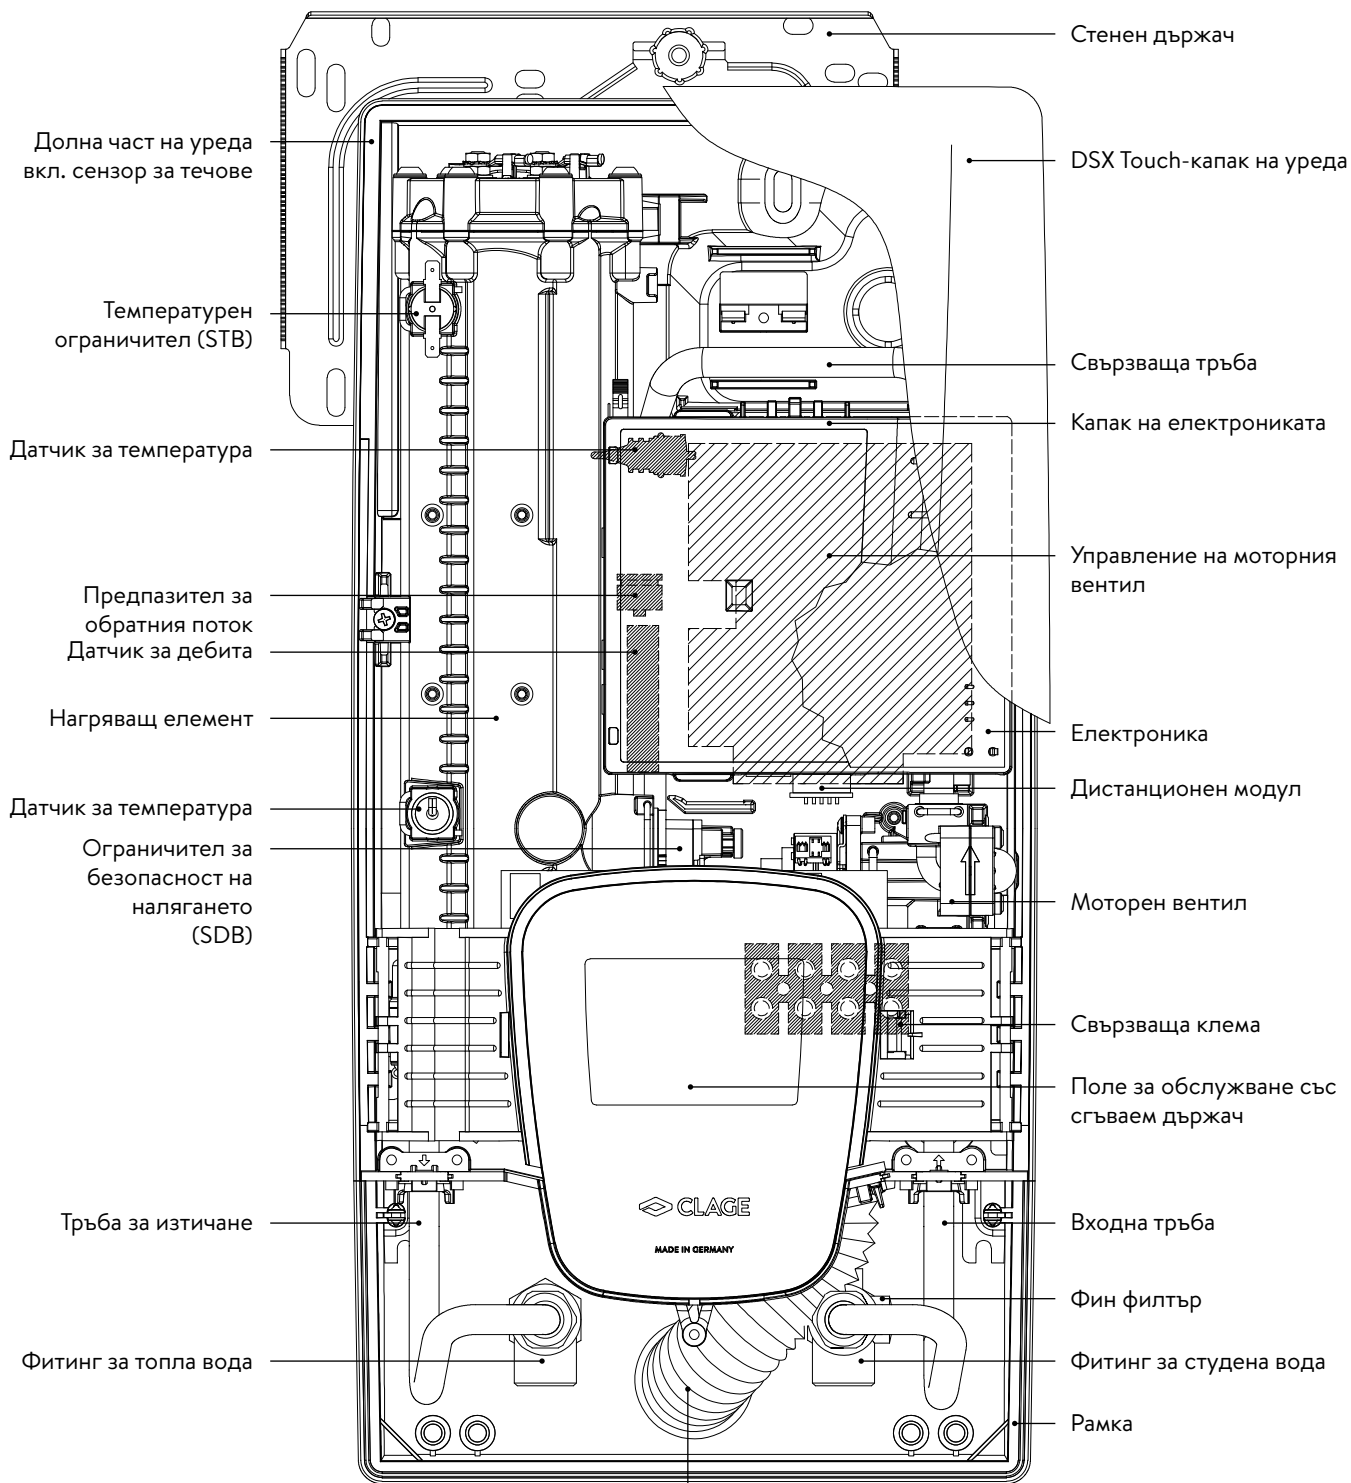 Стенен държач
Долна част на уреда
вкл. сензор за течове
DSX Touch-капак на уреда
Температурен
ограничител (STB)
Свързваща тръба
Капак на електрониката
Датчик за температура
Управление на моторния
вентил
Предпазител за
обратния поток
Датчик за дебита
Нагряващ елемент
Електроника
Дистанционен модул
Датчик за температура
Ограничител за
безопасност на
налягането
(SDB)
Моторен вентил
Свързваща клема
Поле за обслужване със
сгъваем държач
CLAGE
MADE IN GERMANY
Тръба за изтичане
Входна тръба
Фин филтър
Фитинг за топла вода
Фитинг за студена вода
Рамка